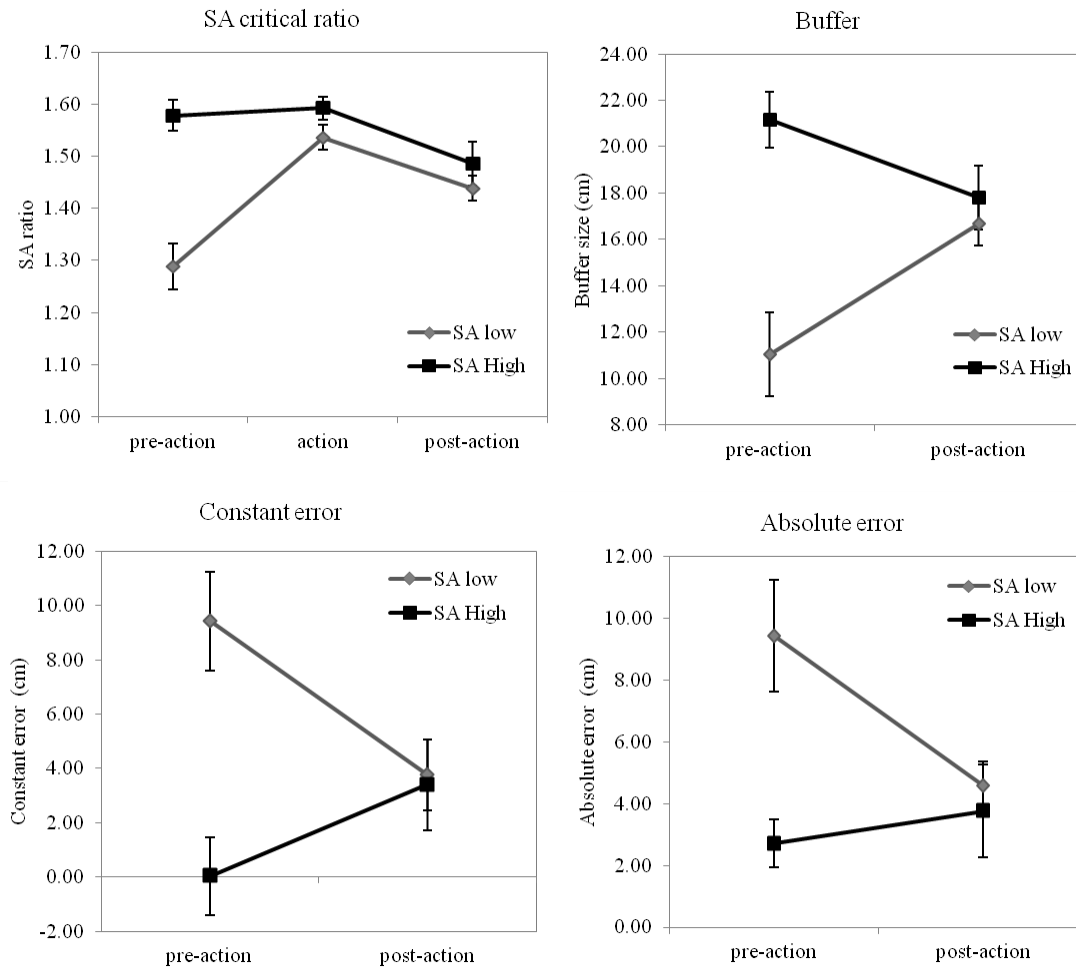 SA critical ratio
1.70
1.60
1.50
1.40
1.30
1.20
1.10
1.00
SA ratio
SA low
SA High
pre-action
action
post-action
Buffer
24.00
22.00
20.00
18.00
16.00
14.00
12.00
10.00
8.00
Buffer size (cm)
SA low
SA High
pre-action
post-action
Constant error
12.00
10.00
8.00
6.00
4.00
2.00
0.00
-2.00
Constant error (cm)
SA low
SA High
pre-action
post-action
Absolute error
12.00
10.00
8.00
6.00
4.00
2.00
0.00
Absolute error (cm)
SA low
SA High
pre-action
post-action